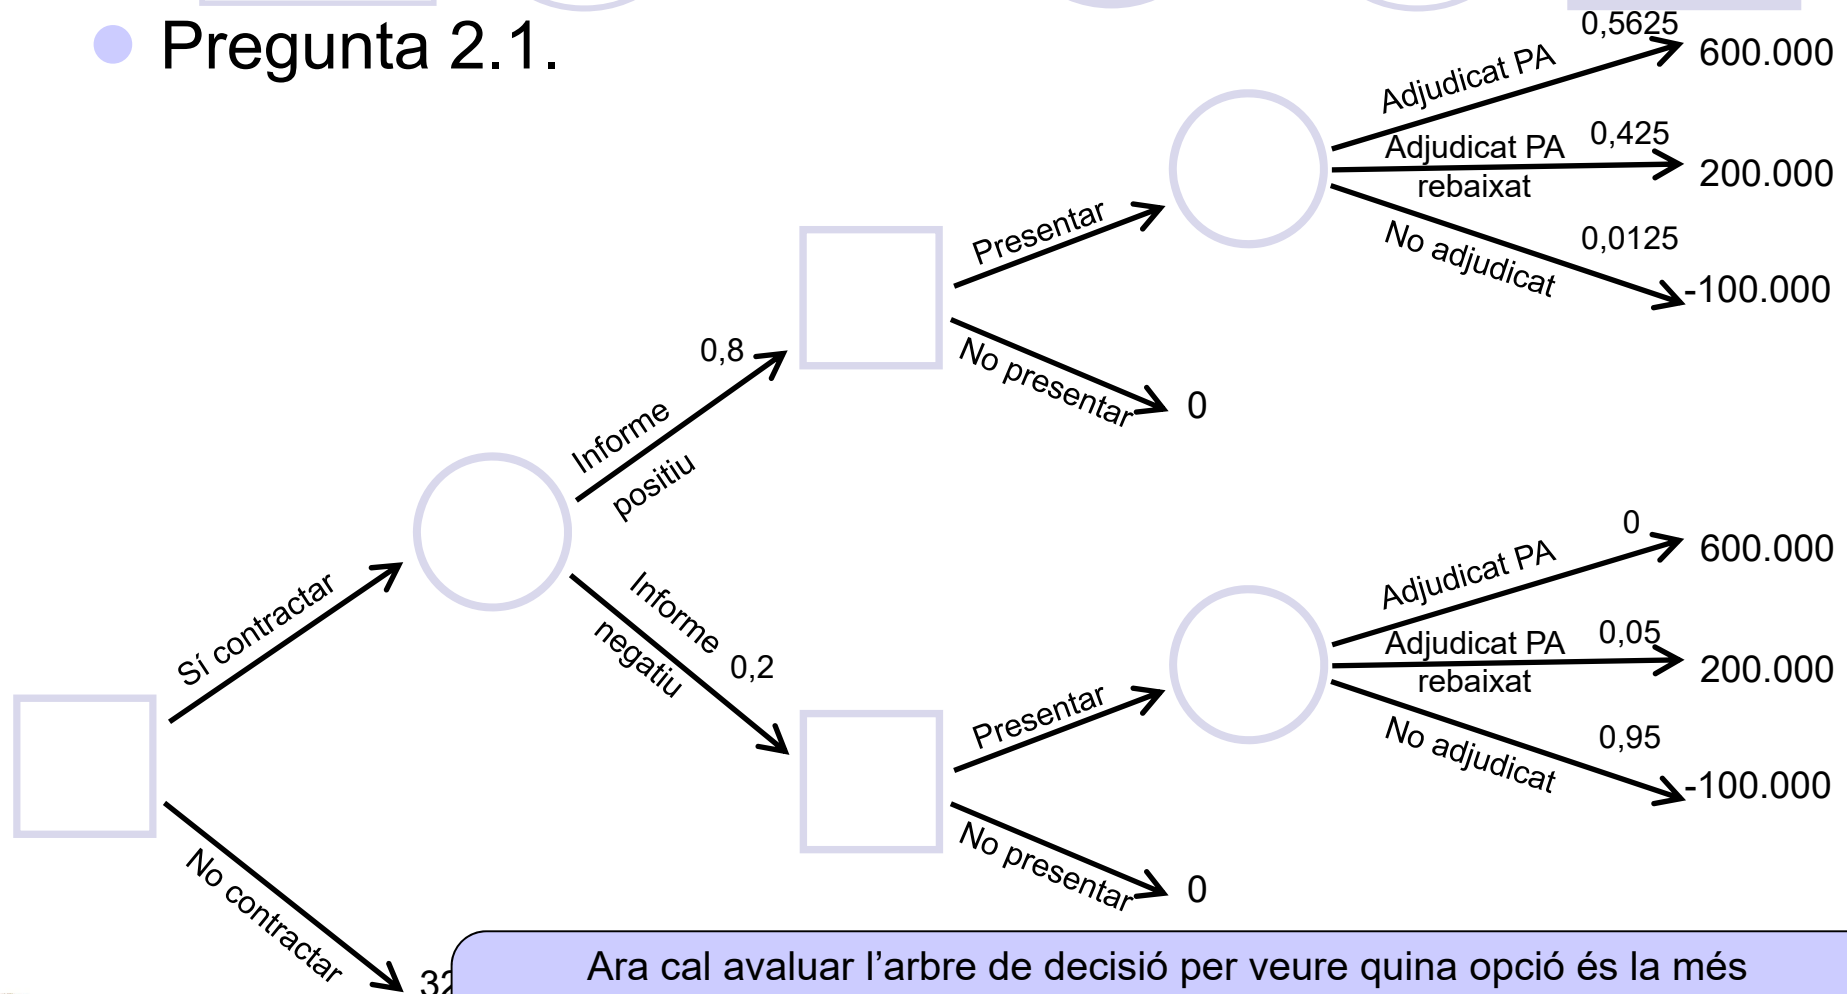 Pregunta 2.1.
0,5625
Adjudicat PA
600.000
0,425
Adjudicat PA
rebaixat
200.000
0,0125
No adjudicat
-100.000
Presentar
No presentar
0
0,8
Informe
positiu
Sí contractar
Informe
negatiu
0,2
0
Adjudicat PA
600.000
0,05
Adjudicat PA
rebaixat
200.000
0,95
No adjudicat
-100.000
Presentar
No presentar
0
No contractar
32
Ara cal avaluar l’arbre de decisió per veure quina opció és la més